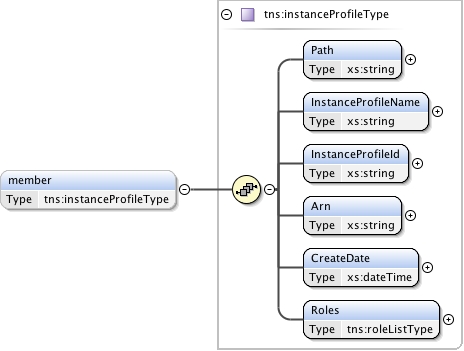 tns:instanceProfileType
Path
Type xs:string
InstanceProfileName
Type xs:string
InstanceProfileId
Type xs:string
member
Type tns:instanceProfileType
Arn
Type xs:string
CreateDate
Type xs:dateTime
Roles
Type tns:roleListType